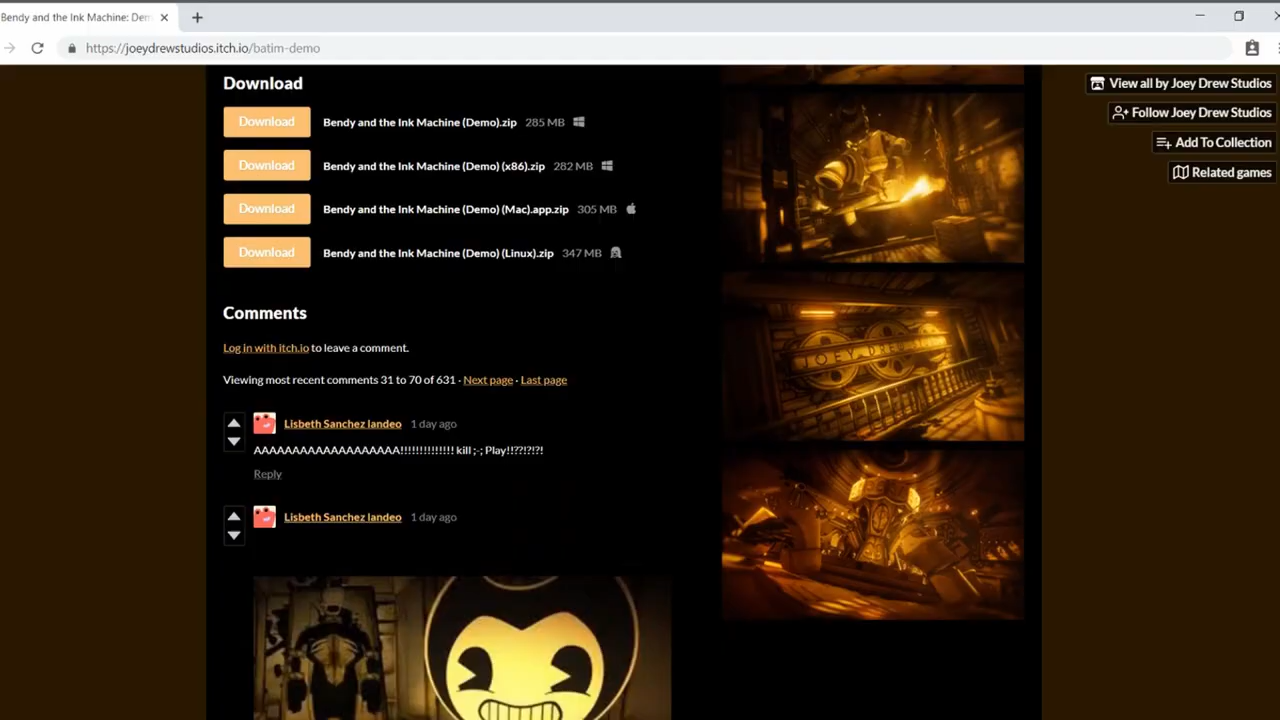 Bendy and the Ink Machine: Dem
https://joeydrewstudios.itch.io/batim-demo
View all by Joey Drew Studios
Follow Joey Drew Studios
Add To Collection
Related games
Download
Download Bendy and the Ink Machine (Demo).zip 285 MB
Download Bendy and the Ink Machine (Demo) (x86).zip 282 MB
Download Bendy and the Ink Machine (Demo) (Mac).app.zip 305 MB
Download Bendy and the Ink Machine (Demo) (Linux).zip 347 MB
Comments
Log in with itch.io to leave a comment.
Viewing most recent comments 31 to 70 of 631 · Next page · Last page
Lisbeth Sanchez landeo 1 day ago
AAAAAAAAAAAAAAAAAAA!!!!!!!!!!!!!! kill ;-; Play!!??!?!?!
Reply
Lisbeth Sanchez landeo 1 day ago
JOEY DREW STUDIOS